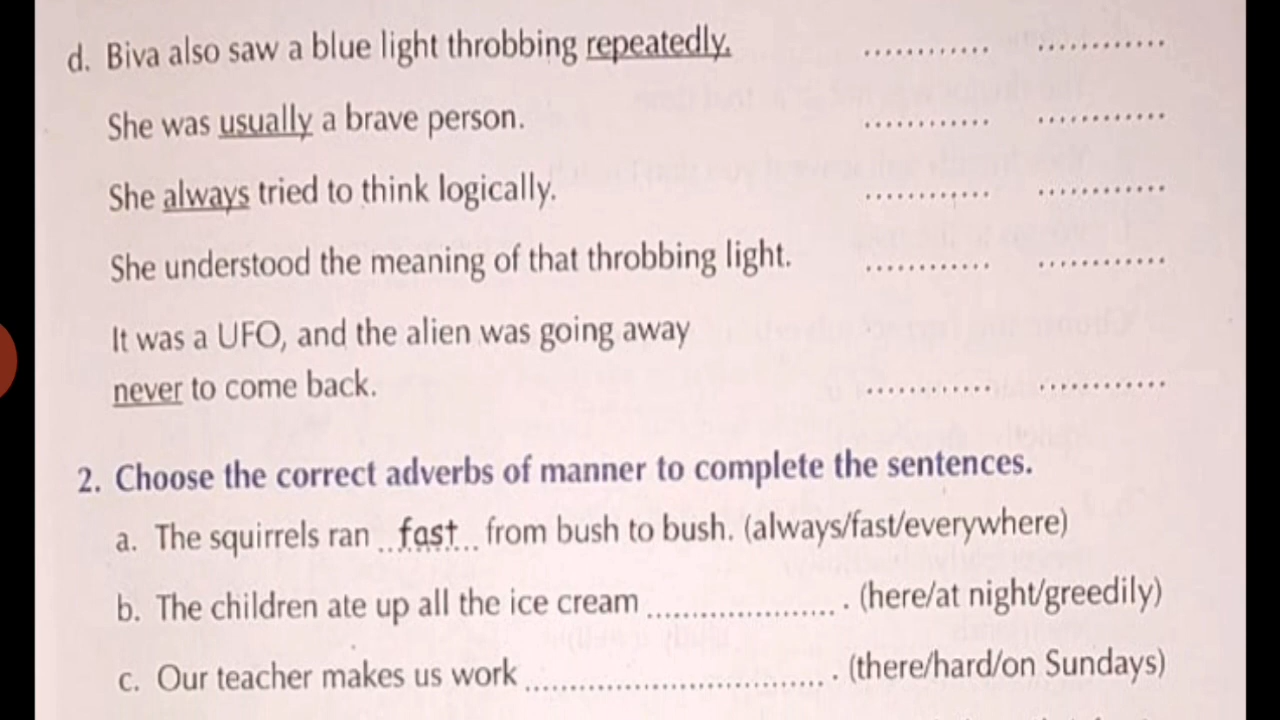 d. Biva also saw a blue light throbbing repeatedly. ............ ............
She was usually a brave person. ............ ............
She always tried to think logically. ............ ............
She understood the meaning of that throbbing light. ............ ............
It was a UFO, and the alien was going away
never to come back. ............ ............
2. Choose the correct adverbs of manner to complete the sentences.
a. The squirrels ran ..fast.. from bush to bush. (always/fast/everywhere)
b. The children ate up all the ice cream ..................... . (here/at night/greedily)
c. Our teacher makes us work ................................. . (there/hard/on Sundays)